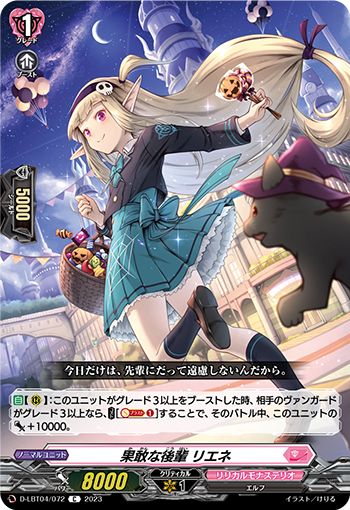 1
グレード
ブースト
5000
シールド
今日だけは、先輩にだって遠慮しないんだから。
自【R】:このユニットがグレード3以上をブーストした時、相手のヴァンガード
がグレード3以上なら、【コスト】[CB1]することで、そのバトル中、このユニットの
+10000。
ノーマルユニット
果敢な後輩 リエネ
パワー
8000
クリティカル
1
リリカルモナステリオ
エルフ
D-LBT04/072 C 2023
イラスト/けりる